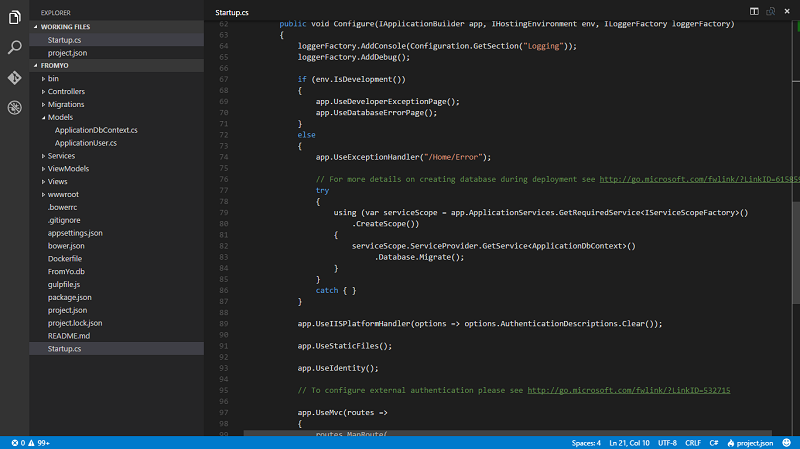 EXPLORER
WORKING FILES
Startup.cs
project.json
FROMYO
bin
Controllers
Migrations
Models
ApplicationDbContext.cs
ApplicationUser.cs
Services
ViewModels
Views
wwwroot
.bowerrc
.gitignore
appsettings.json
bower.json
Dockerfile
FromYo.db
gulpfile.js
package.json
project.json
project.lock.json
README.md
Startup.cs
Startup.cs
62 public void Configure(IApplicationBuilder app, IHostingEnvironment env, ILoggerFactory loggerFactory)
63 {
64 loggerFactory.AddConsole(Configuration.GetSection("Logging"));
65 loggerFactory.AddDebug();
66
67 if (env.IsDevelopment())
68 {
69 app.UseDeveloperExceptionPage();
70 app.UseDatabaseErrorPage();
71 }
72 else
73 {
74 app.UseExceptionHandler("/Home/Error");
75
76 // For more details on creating database during deployment see http://go.microsoft.com/fwlink/?LinkID=61585
77 try
78 {
79 using (var serviceScope = app.ApplicationServices.GetRequiredService<IServiceScopeFactory>()
80 .CreateScope())
81 {
82 serviceScope.ServiceProvider.GetService<ApplicationDbContext>()
83 .Database.Migrate();
84 }
85 }
86 catch { }
87 }
88
89 app.UseIISPlatformHandler(options => options.AuthenticationDescriptions.Clear());
90
91 app.UseStaticFiles();
92
93 app.UseIdentity();
94
95 // To configure external authentication please see http://go.microsoft.com/fwlink/?LinkID=532715
96
97 app.UseMvc(routes =>
98 {
99 routes.MapRoute(
0 99+ Spaces: 4 Ln 21, Col 10 UTF-8 CRLF C# project.json